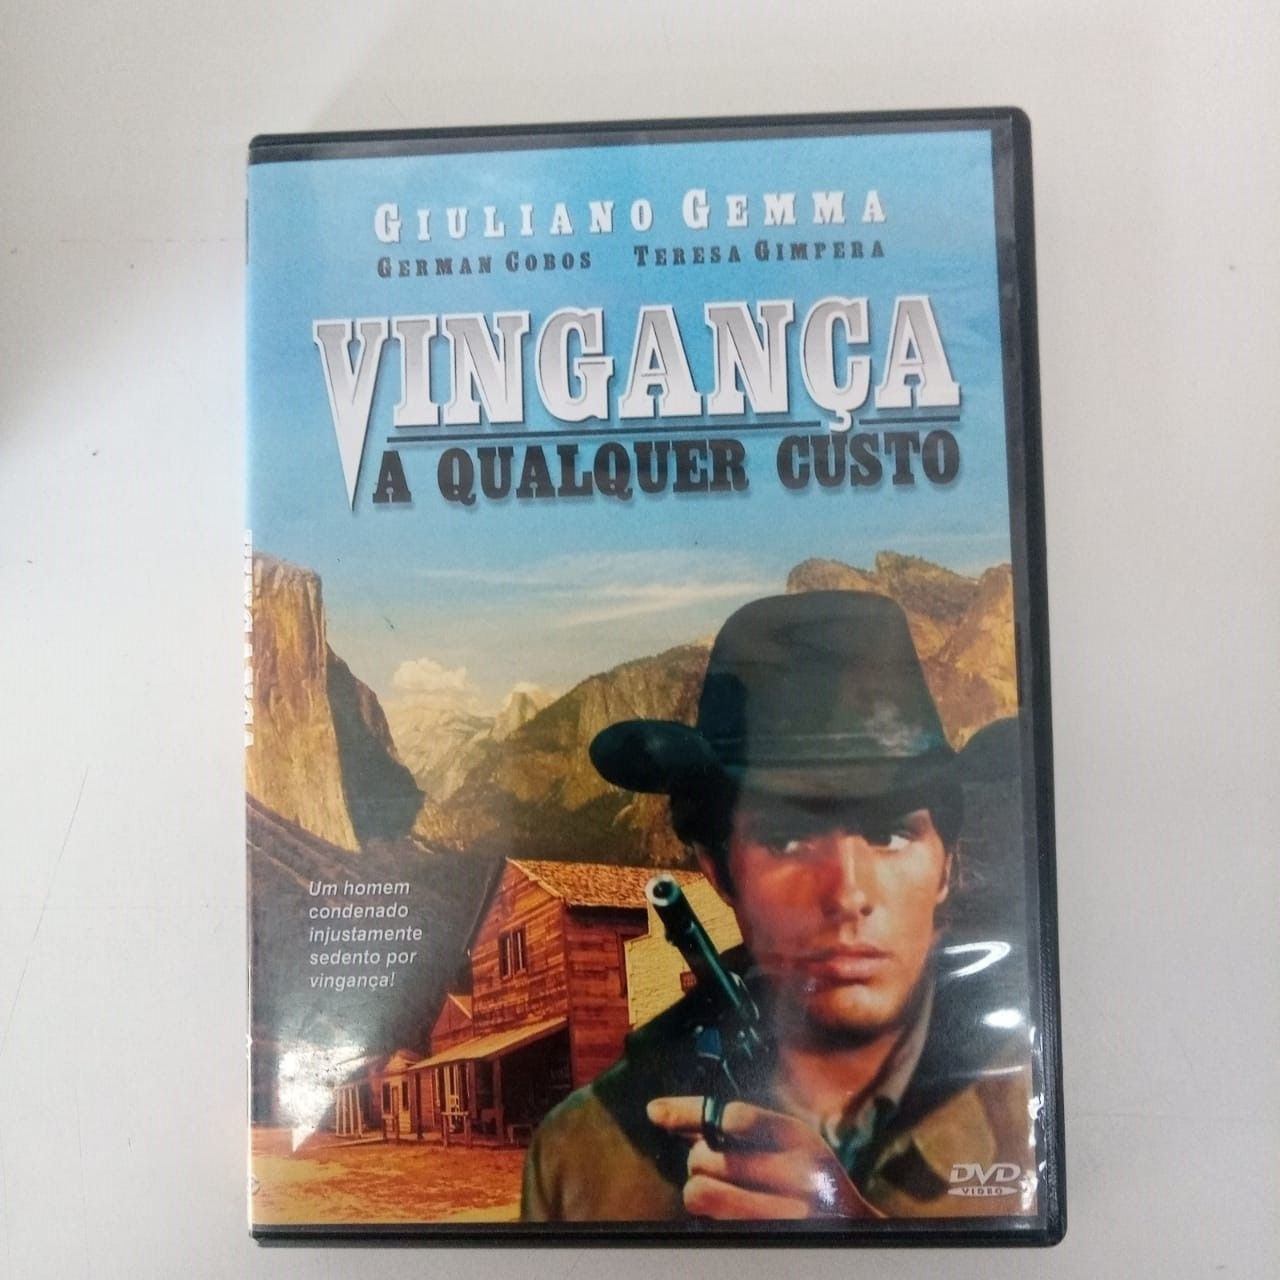 GIULIANO GEMMA
GERMAN COBOS TERESA GIMPERA
VINGANÇA
A QUALQUER CUSTO
Um homem
condenado
injustamente
sedento por
vingança!
DVD
VIDEO